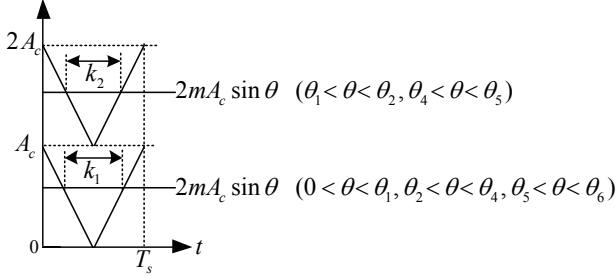 2A_c
k_2
2mA_c sin θ (θ_1 < θ < θ_2, θ_4 < θ < θ_5)
A_c
k_1
2mA_c sin θ (0 < θ < θ_1, θ_2 < θ < θ_4, θ_5 < θ < θ_6)
0
T_s
t